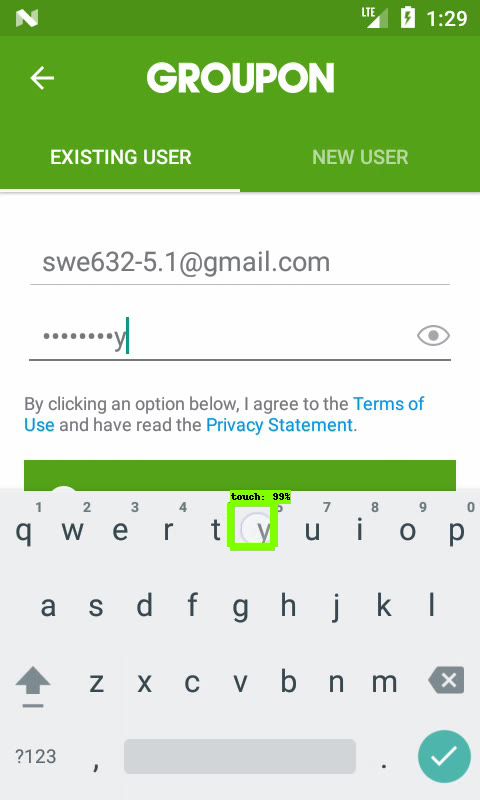 LTE 1:29
GROUPON
EXISTING USER NEW USER
swe632-5.1@gmail.com
••••••••y
By clicking an option below, I agree to the Terms of
Use and have read the Privacy Statement.
touch: 99%
1 2 3 4 6 7 8 9 0
q w e r t y u i o p
a s d f g h j k l
z x c v b n m
?123 , .